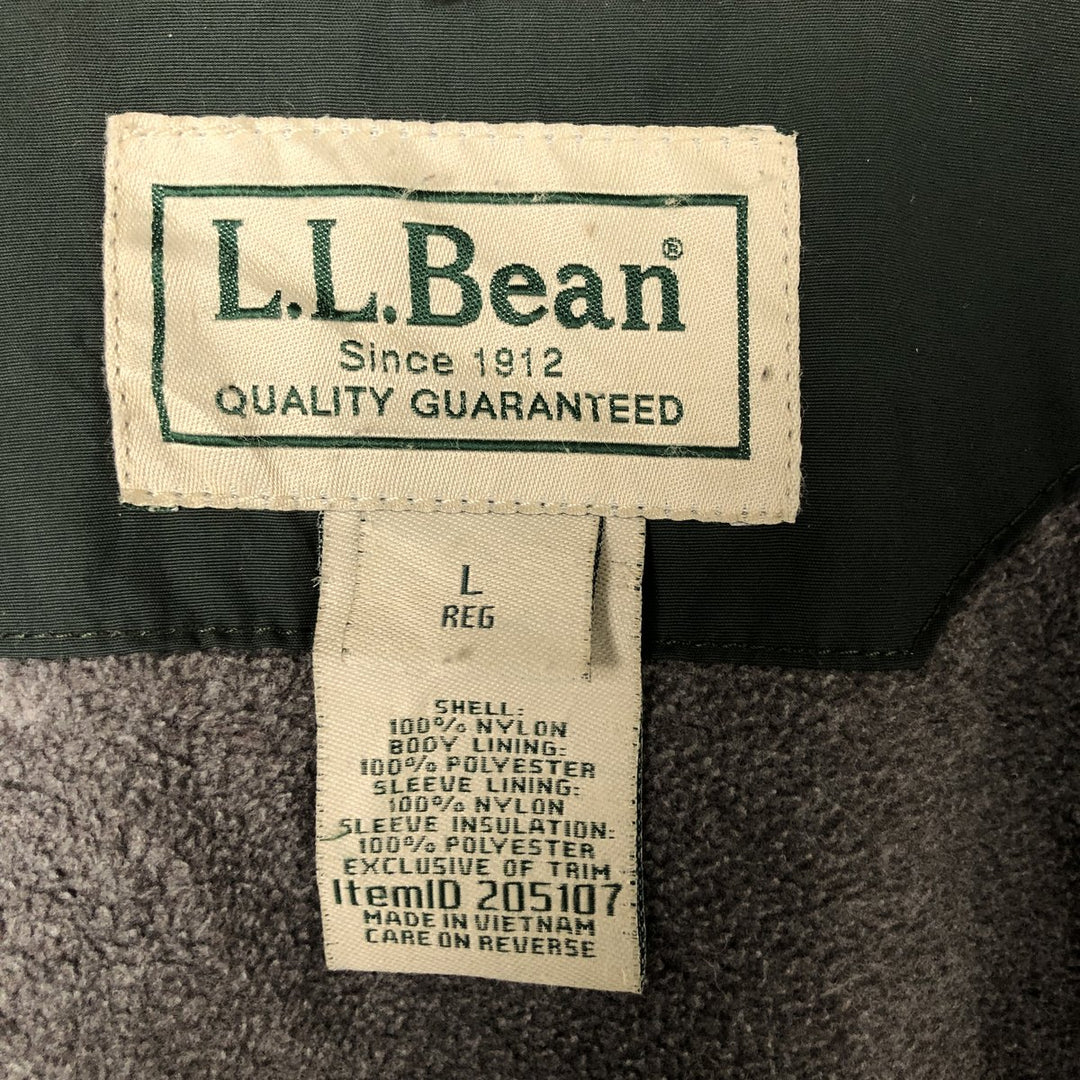 L.L.Bean®
Since 1912
QUALITY GUARANTEED
L
REG
SHELL:
100% NYLON
BODY LINING:
100% POLYESTER
SLEEVE LINING:
100% NYLON
SLEEVE INSULATION:
100% POLYESTER
EXCLUSIVE OF TRIM
ItemID 205107
MADE IN VIETNAM
CARE ON REVERSE